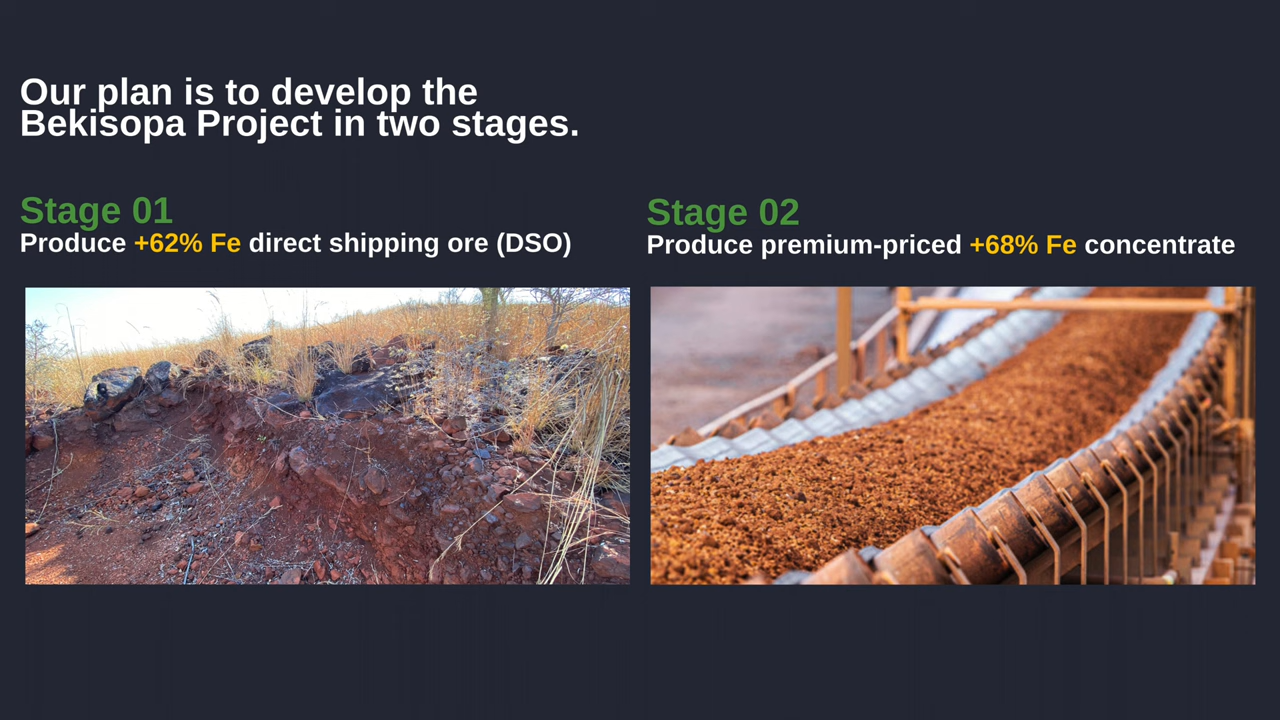 Our plan is to develop the
Bekisopa Project in two stages.
Stage 01
Produce +62% Fe direct shipping ore (DSO)
Stage 02
Produce premium-priced +68% Fe concentrate